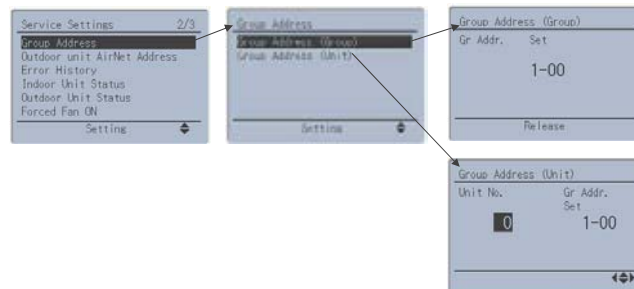 Service Settings 2/3
Group Address
Outdoor unit AirNet Address
Error History
Indoor Unit Status
Outdoor Unit Status
Forced Fan ON
Setting
Group Address
Group Address (Group)
Group Address (Unit)
Setting
Group Address (Group)
Gr Addr. Set
1-00
Release
Group Address (Unit)
Unit No. Gr Addr.
Set
0 1-00